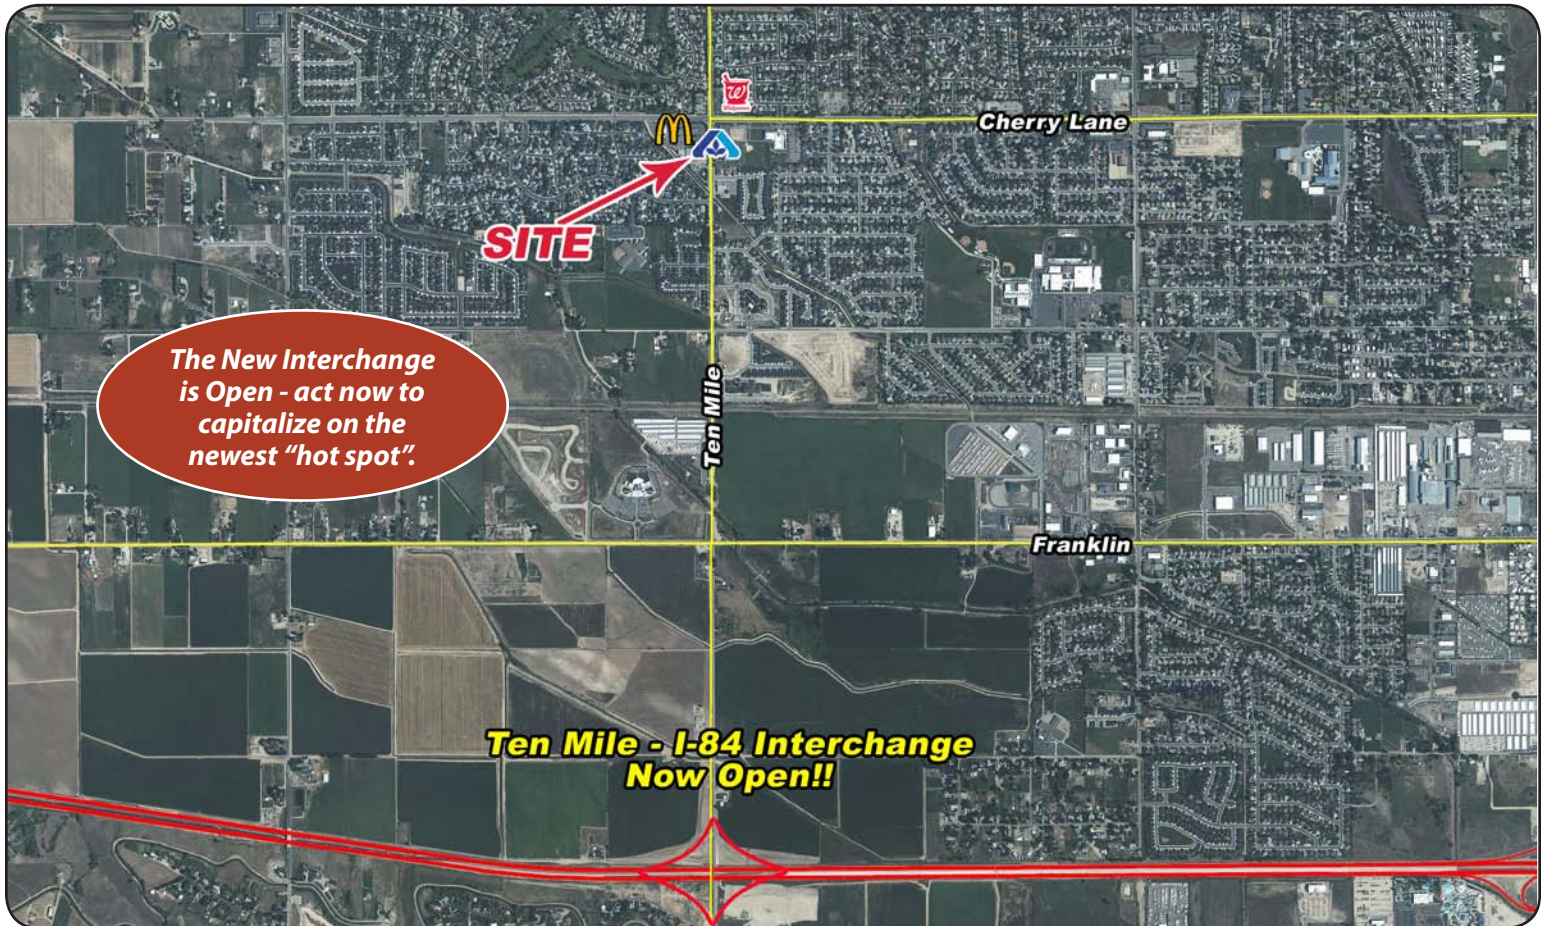 Cherry Lane
SITE
The New Interchange
is Open - act now to
capitalize on the
newest “hot spot”.
Ten Mile
Franklin
Ten Mile - I-84 Interchange
Now Open!!